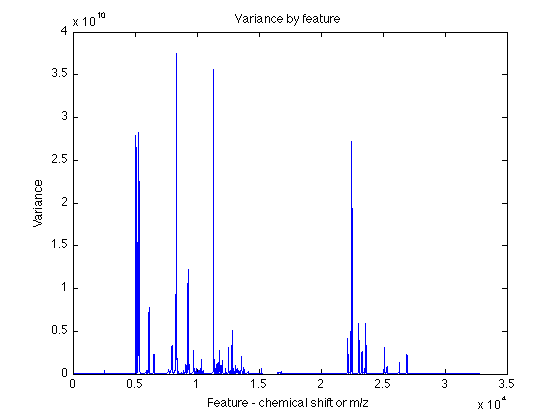 Variance by feature
x 10^10
4
3.5
3
2.5
2
1.5
1
0.5
0
Variance
0 0.5 1.0 1.5 2 2.5 3 3.5
Feature - chemical shift or m/z
x 10^4